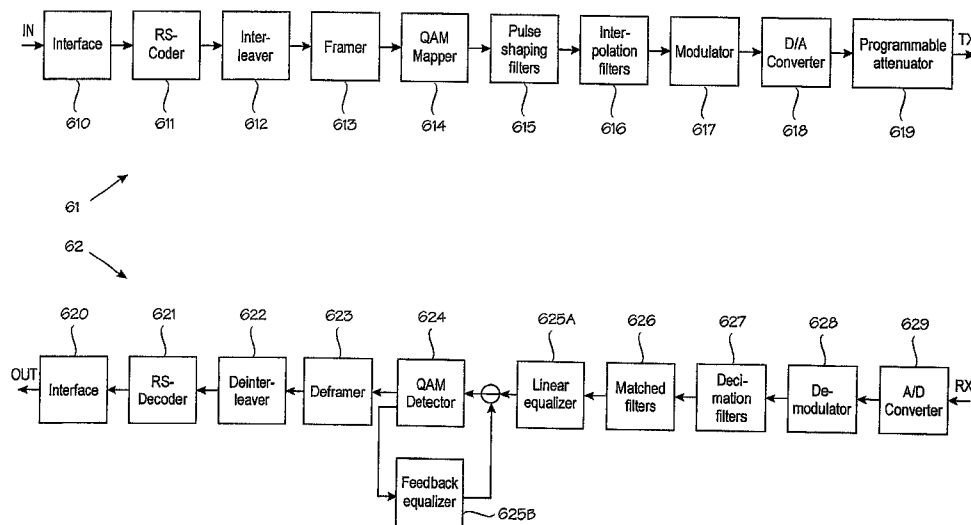 IN
Interface
RS-
Coder
Inter-
leaver
Framer
QAM
Mapper
Pulse
shaping
filters
Inter-
polation
filters
Modulator
D/A
Converter
Programmable
attenuator
TX
610
611
612
613
614
615
616
617
618
619
61
62
620
621
622
623
624
625A
626
627
628
629
OUT
Interface
RS-
Decoder
Deinter-
leaver
Deframer
QAM
Detector
Linear
equalizer
Matched
filters
Deci-
mation
filters
De-
modulator
A/D
Converter
RX
Feedback
equalizer
625B